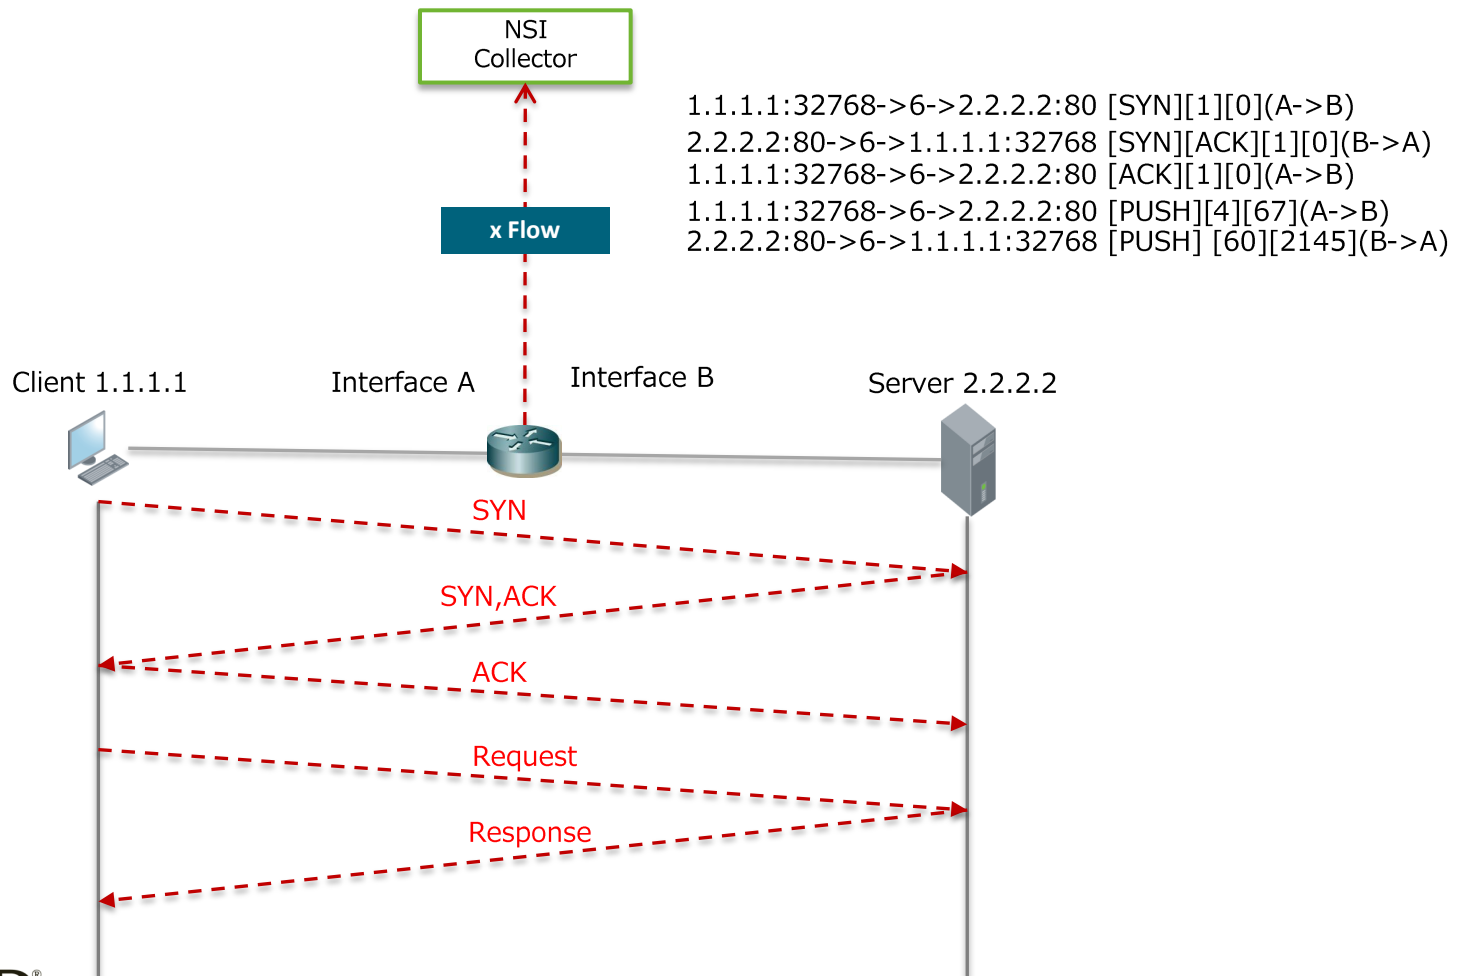 NSI
Collector
1.1.1.1:32768->6->2.2.2.2:80 [SYN][1][0](A->B)
2.2.2.2:80->6->1.1.1.1:32768 [SYN][ACK][1][0](B->A)
1.1.1.1:32768->6->2.2.2.2:80 [ACK][1][0](A->B)
1.1.1.1:32768->6->2.2.2.2:80 [PUSH][4][67](A->B)
2.2.2.2:80->6->1.1.1.1:32768 [PUSH] [60][2145](B->A)
x Flow
Client 1.1.1.1
Interface A
Interface B
Server 2.2.2.2
SYN
SYN,ACK
ACK
Request
Response